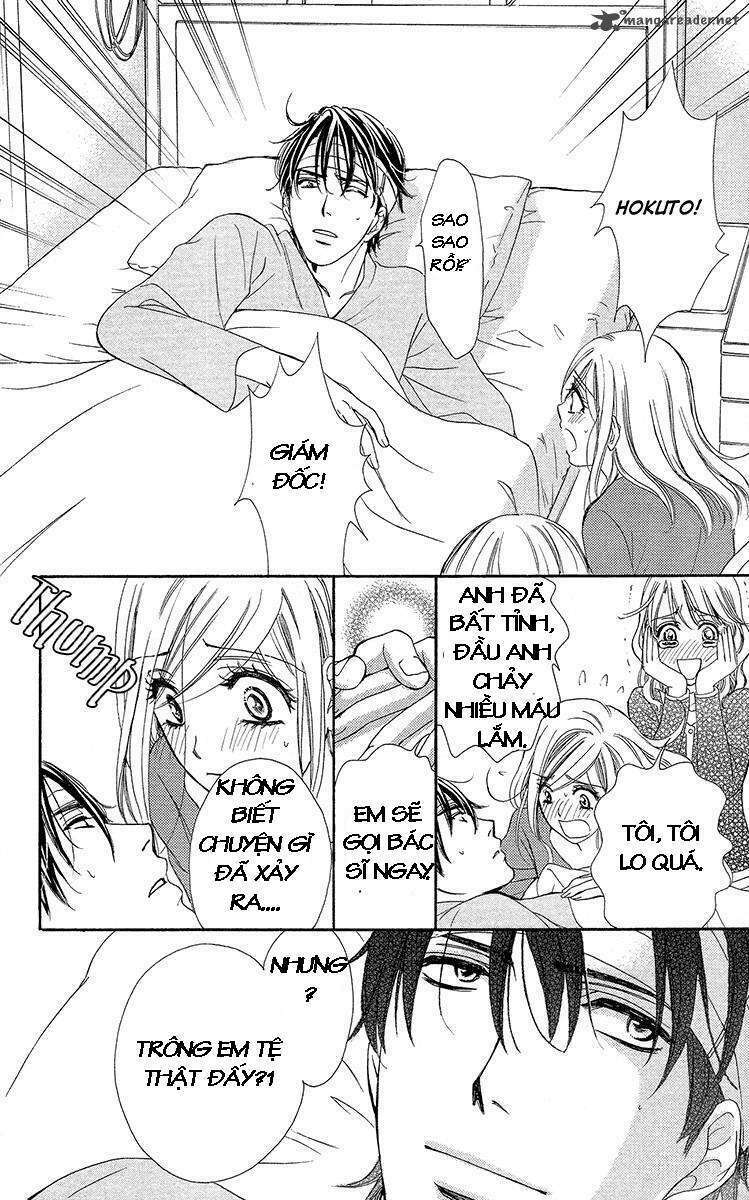 mangareader.net
HOKUTO!
SAO
SAO
RỒI?
GIÁM
ĐỐC!
ANH ĐÃ
BẤT TỈNH,
ĐẦU ANH
CHẢY
NHIỀU MÁU
LẮM.
TÔI, TÔI
LO QUÁ.
EM SẼ
GỌI BÁC
SĨ NGAY.
Thump
KHÔNG
BIẾT
CHUYỆN GÌ
ĐÃ XẢY
RA....
NHƯNG
?
TRÔNG EM TỆ
THẬT ĐẤY?1